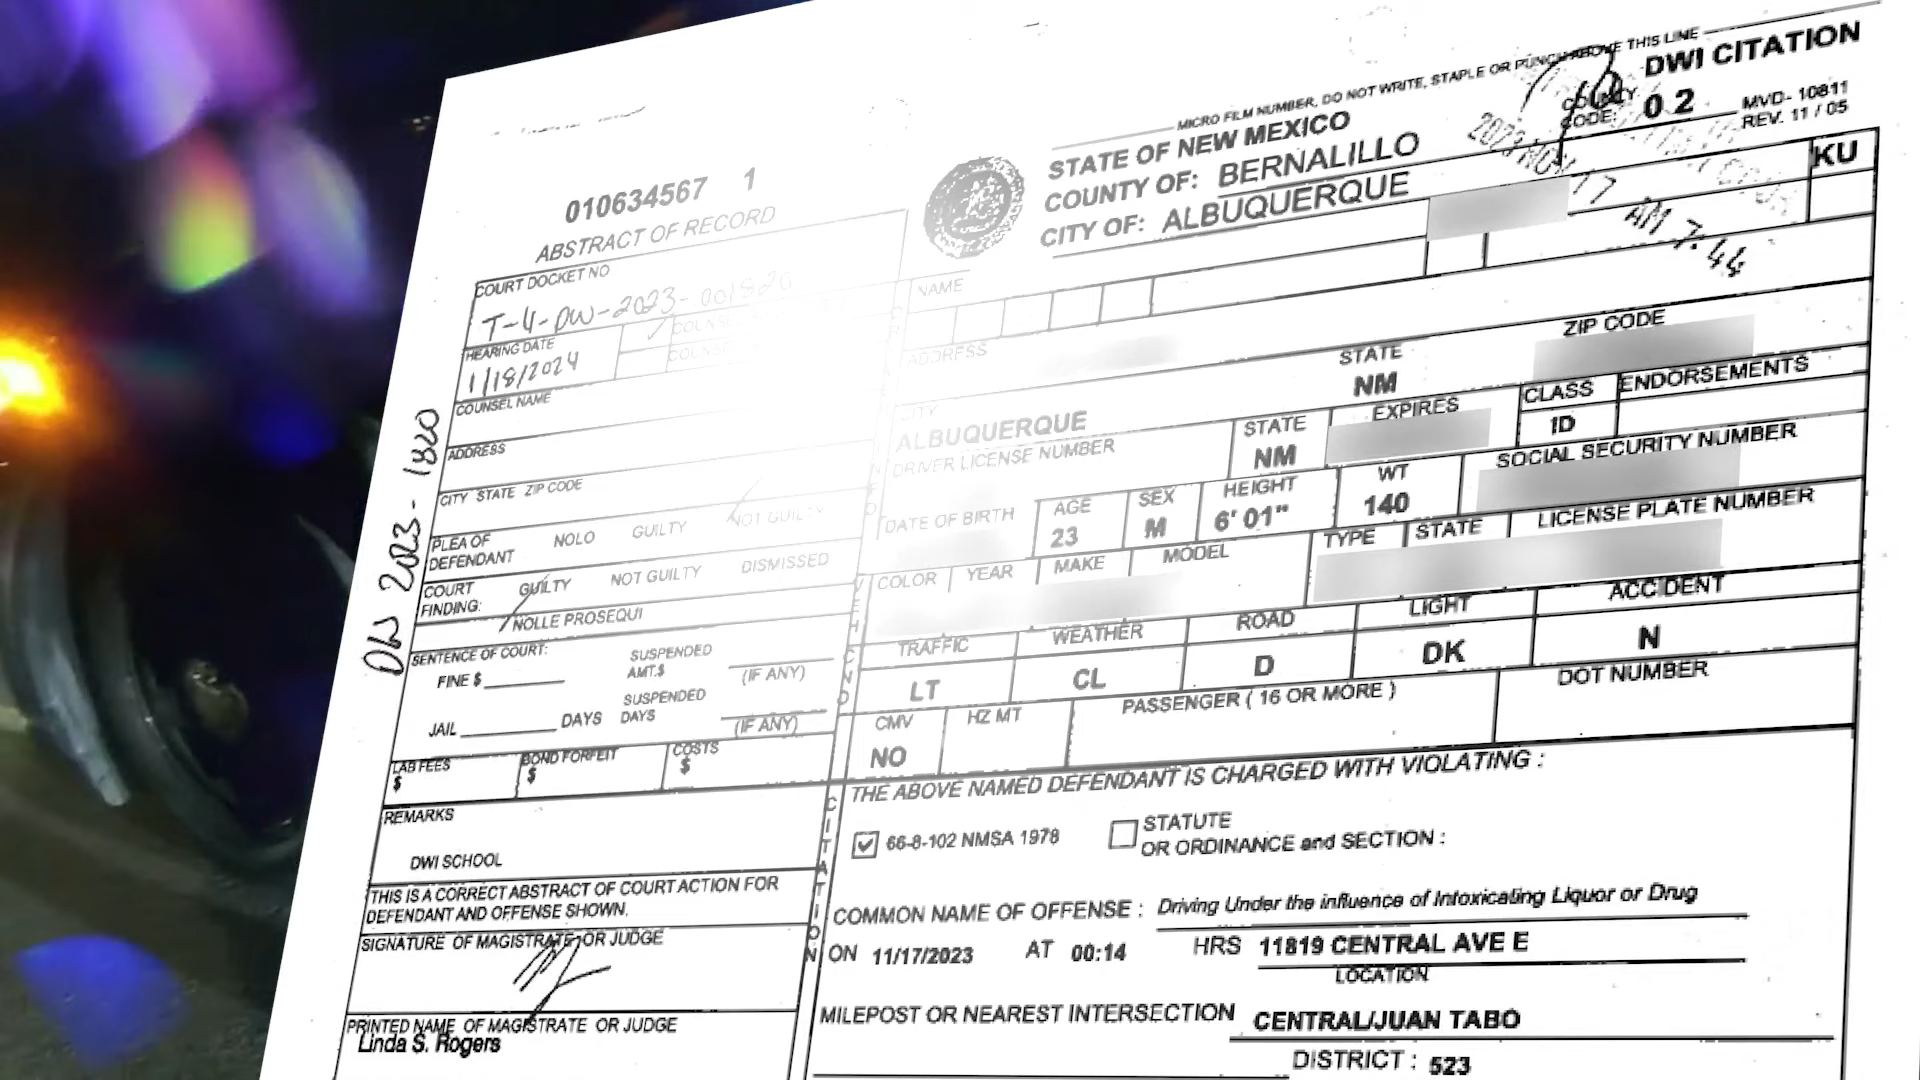 MICRO FILM NUMBER, DO NOT WRITE, STAPLE OR PUNCH ABOVE THIS LINE
DWI CITATION
COUNTY CODE: 02
MVD- 10811
REV. 11 / 05
STATE OF NEW MEXICO
COUNTY OF: BERNALILLO
CITY OF: ALBUQUERQUE
2023 NOV 17 AM 7:44
KU
010634567 1
ABSTRACT OF RECORD
COURT DOCKET NO
T-4-DW-2023-001820
HEARING DATE
1/18/2024
COUNSEL NAME
ADDRESS
CITY STATE ZIP CODE
PLEA OF DEFENDANT
NOLO GUILTY NOT GUILTY
COURT FINDING:
GUILTY NOT GUILTY DISMISSED
NOLLE PROSEQUI
SENTENCE OF COURT:
FINE $
SUSPENDED AMT.$
(IF ANY)
JAIL
DAYS
SUSPENDED DAYS
(IF ANY)
LAB FEES $
BOND FORFEIT $
COSTS $
REMARKS
DWI SCHOOL
THIS IS A CORRECT ABSTRACT OF COURT ACTION FOR
DEFENDANT AND OFFENSE SHOWN.
SIGNATURE OF MAGISTRATE OR JUDGE
PRINTED NAME OF MAGISTRATE OR JUDGE
Linda S. Rogers
DW 2023-1820
NAME
ADDRESS
STATE
NM
ZIP CODE
CITY
ALBUQUERQUE
DRIVER LICENSE NUMBER
STATE
NM
EXPIRES
CLASS
ID
ENDORSEMENTS
DATE OF BIRTH
AGE
23
SEX
M
HEIGHT
6' 01"
WT
140
SOCIAL SECURITY NUMBER
COLOR YEAR MAKE MODEL
TYPE STATE LICENSE PLATE NUMBER
TRAFFIC
LT
WEATHER
CL
ROAD
D
LIGHT
DK
ACCIDENT
N
CMV
NO
HZ MT
PASSENGER ( 16 OR MORE )
DOT NUMBER
CITATION
THE ABOVE NAMED DEFENDANT IS CHARGED WITH VIOLATING :
66-8-102 NMSA 1978
STATUTE
OR ORDINANCE and SECTION :
COMMON NAME OF OFFENSE : Driving Under the influence of Intoxicating Liquor or Drug
ON 11/17/2023 AT 00:14 HRS 11819 CENTRAL AVE E
LOCATION
MILEPOST OR NEAREST INTERSECTION CENTRAL/JUAN TABO
DISTRICT : 523